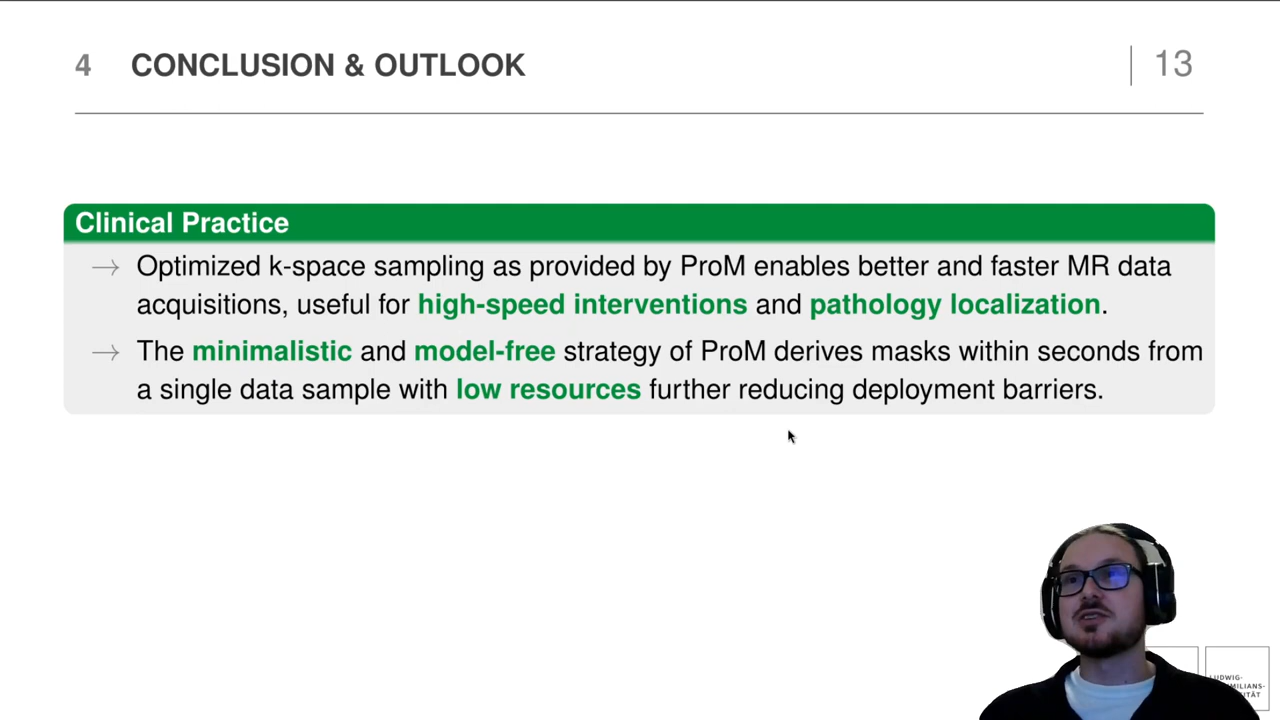 4 CONCLUSION & OUTLOOK 13
Clinical Practice
→ Optimized k-space sampling as provided by ProM enables better and faster MR data
acquisitions, useful for high-speed interventions and pathology localization.
→ The minimalistic and model-free strategy of ProM derives masks within seconds from
a single data sample with low resources further reducing deployment barriers.